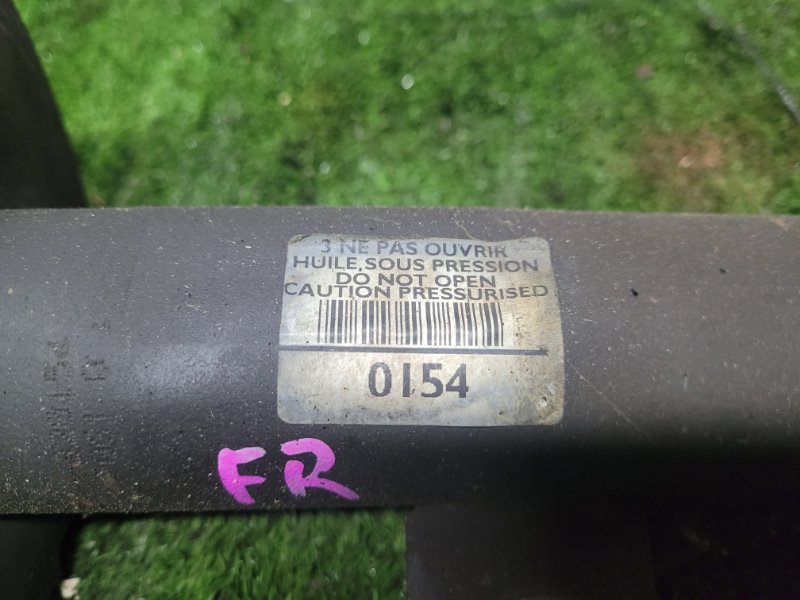 3 NE PAS OUVRIR
HUILE, SOUS PRESSION
DO NOT OPEN
CAUTION PRESSURISED
0154
FR